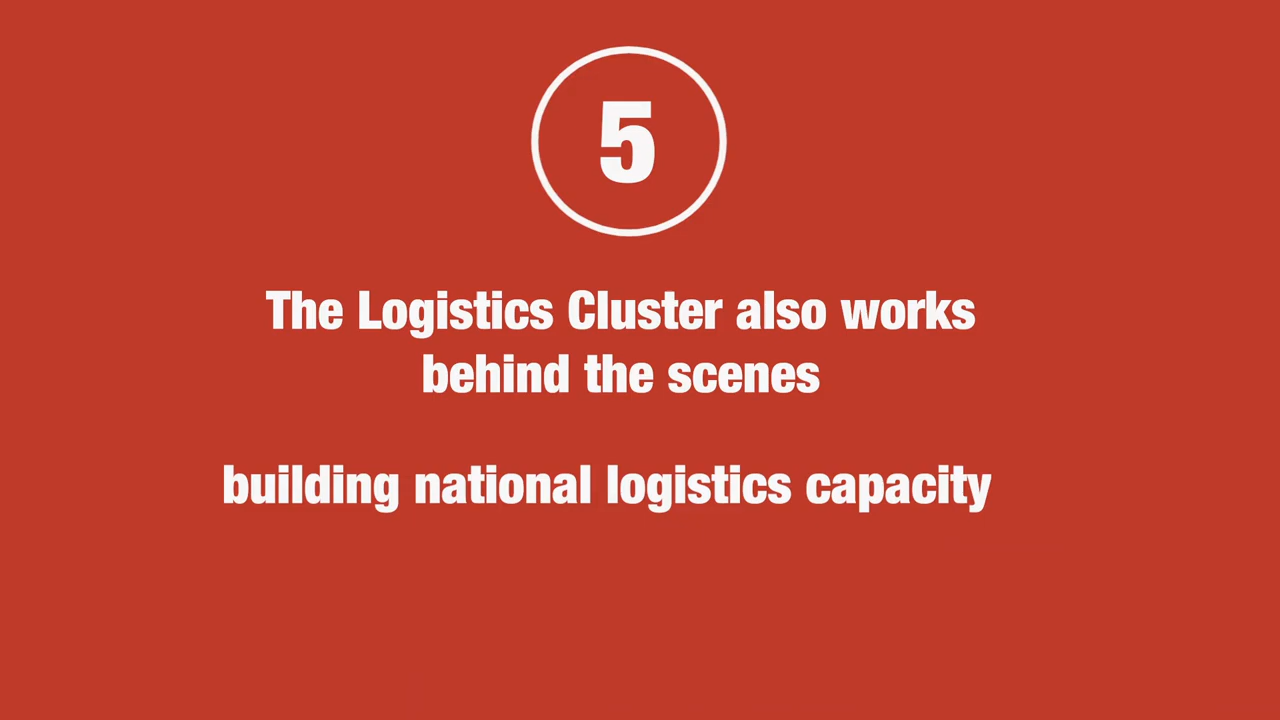 5
The Logistics Cluster also works
behind the scenes
building national logistics capacity